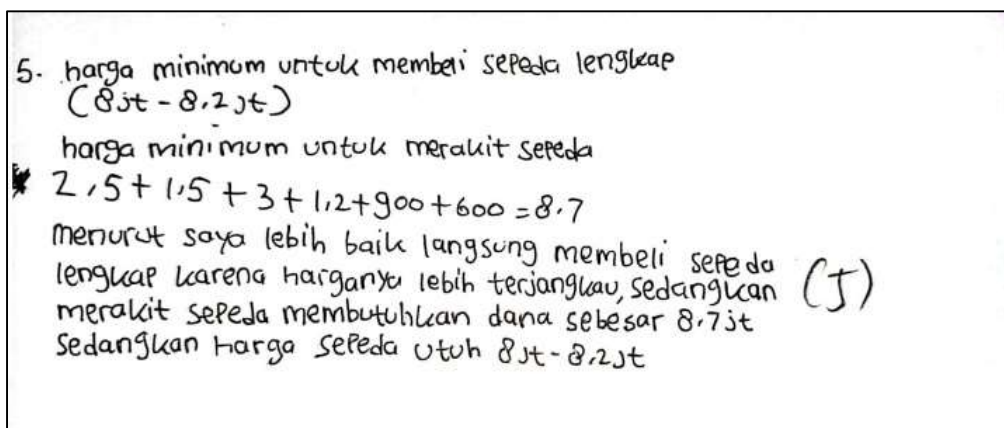 5. harga minimum untuk membeli sepeda lengkap
(8jt - 8,2 jt)
harga minimum untuk merakit sepeda
2,5 + 1,5 + 3 + 1,2 + 900 + 600 = 8.7
menurut saya lebih baik langsung membeli sepeda
lengkap karena harganya lebih terjangkau, sedangkan (J)
merakit sepeda membutuhkan dana sebesar 8.7jt
sedangkan harga sepeda utuh 8jt - 8,2jt